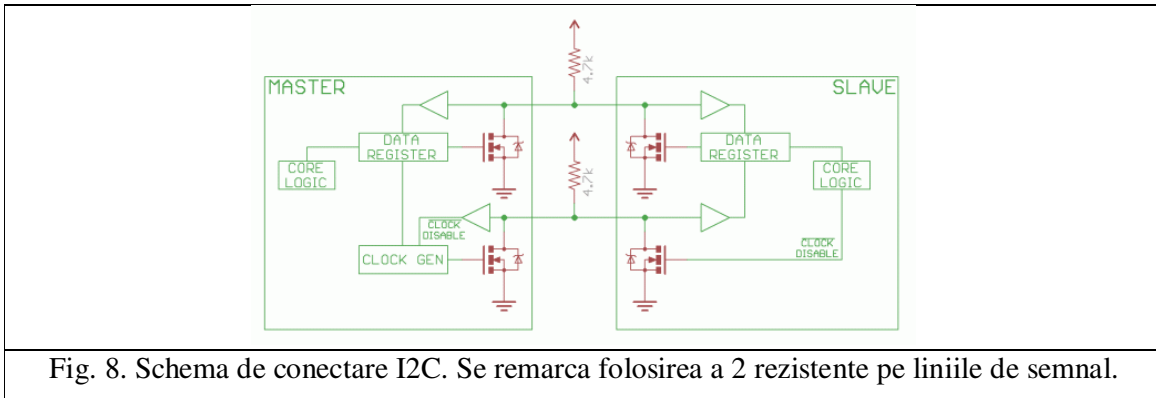 4.7k
MASTER
SLAVE
DATA
REGISTER
DATA
REGISTER
CORE
LOGIC
CORE
LOGIC
4.7k
CLOCK
DISABLE
CLOCK
DISABLE
CLOCK GEN
Fig. 8. Schema de conectare I2C. Se remarca folosirea a 2 rezistente pe liniile de semnal.